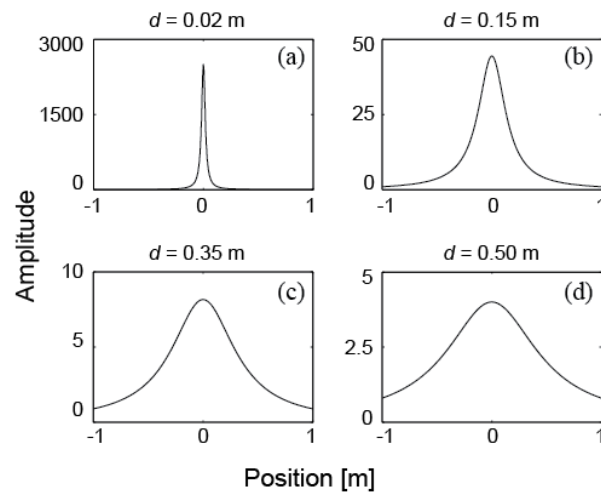 d = 0.02 m
3000
(a)
1500
0
-1
0
1
d = 0.15 m
50
(b)
25
0
-1
0
1
d = 0.35 m
10
(c)
5
0
-1
0
1
d = 0.50 m
5
(d)
2.5
0
-1
0
1
Amplitude
Position [m]